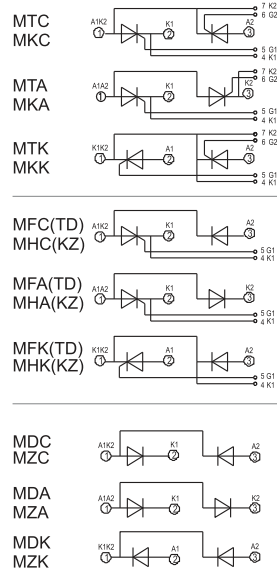 MTC
MKC
A1K2 K1 A2
1 2 3
7 K2
6 G2
5 G1
4 K1
MTA
MKA
A1A2 K1 K2
1 2 3
7 K2
6 G2
5 G1
4 K1
MTK
MKK
K1K2 A1 A2
1 2 3
7 K2
6 G2
5 G1
4 K1
MFC(TD)
MHC(KZ)
A1K2 K1 A2
1 2 3
5 G1
4 K1
MFA(TD)
MHA(KZ)
A1A2 K1 K2
1 2 3
5 G1
4 K1
MFK(TD)
MHK(KZ)
K1K2 A1 A2
1 2 3
5 G1
4 K1
MDC
MZC
A1K2 K1 A2
1 2 3
MDA
MZA
A1A2 K1 K2
1 2 3
MDK
MZK
K1K2 A1 A2
1 2 3